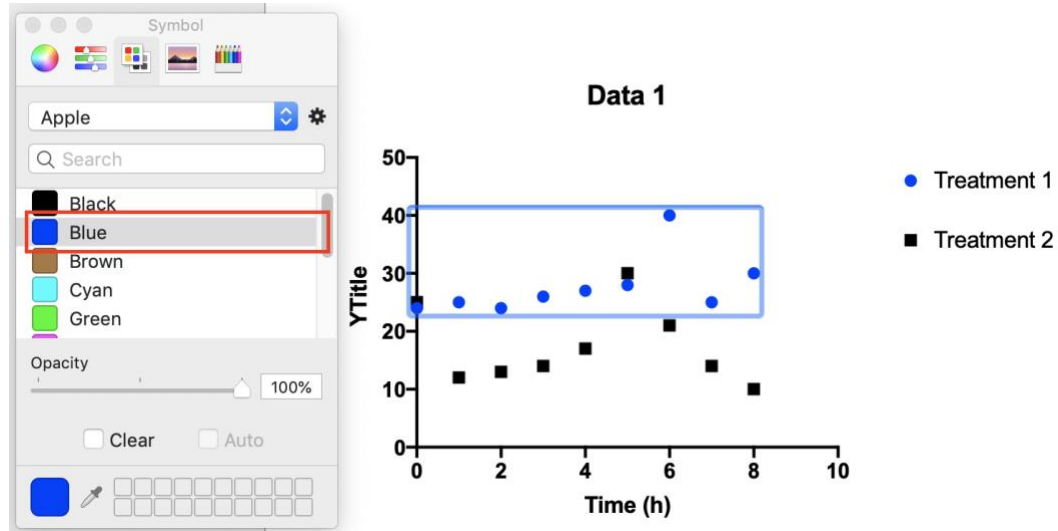 Symbol
Apple
Search
Black
Blue
Brown
Cyan
Green
Opacity
100%
Clear
Auto
Data 1
50
40
30
20
10
0
YTitle
0 2 4 6 8 10
Time (h)
Treatment 1
Treatment 2